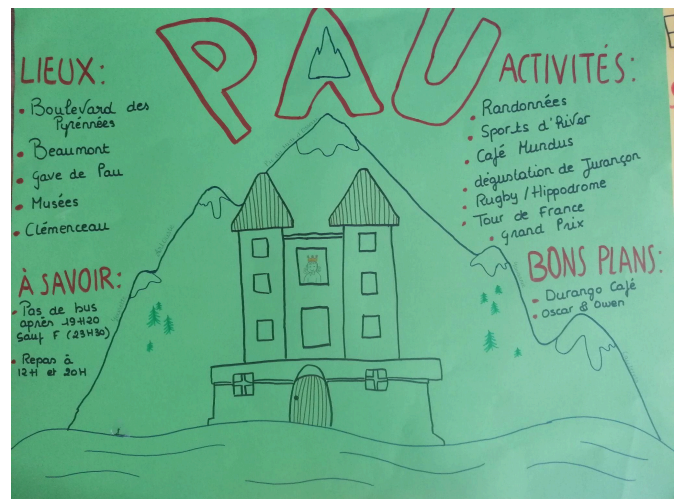 PAU
LIEUX:
Boulevard des
Pyrénnées
Beaumont
Gave de Pau
Musées
Clémenceau
À SAVOIR:
Pas de bus
après 19H20
Sauf F (23H30)
Repas à
12H et 20H
ACTIVITÉS:
Randonnées
Sports d'hiver
Café Mundus
dégustation de Jurançon
Rugby / Hippodrome
Tour de France
Grand Prix
BONS PLANS:
Durango Café
Oscar & Owen